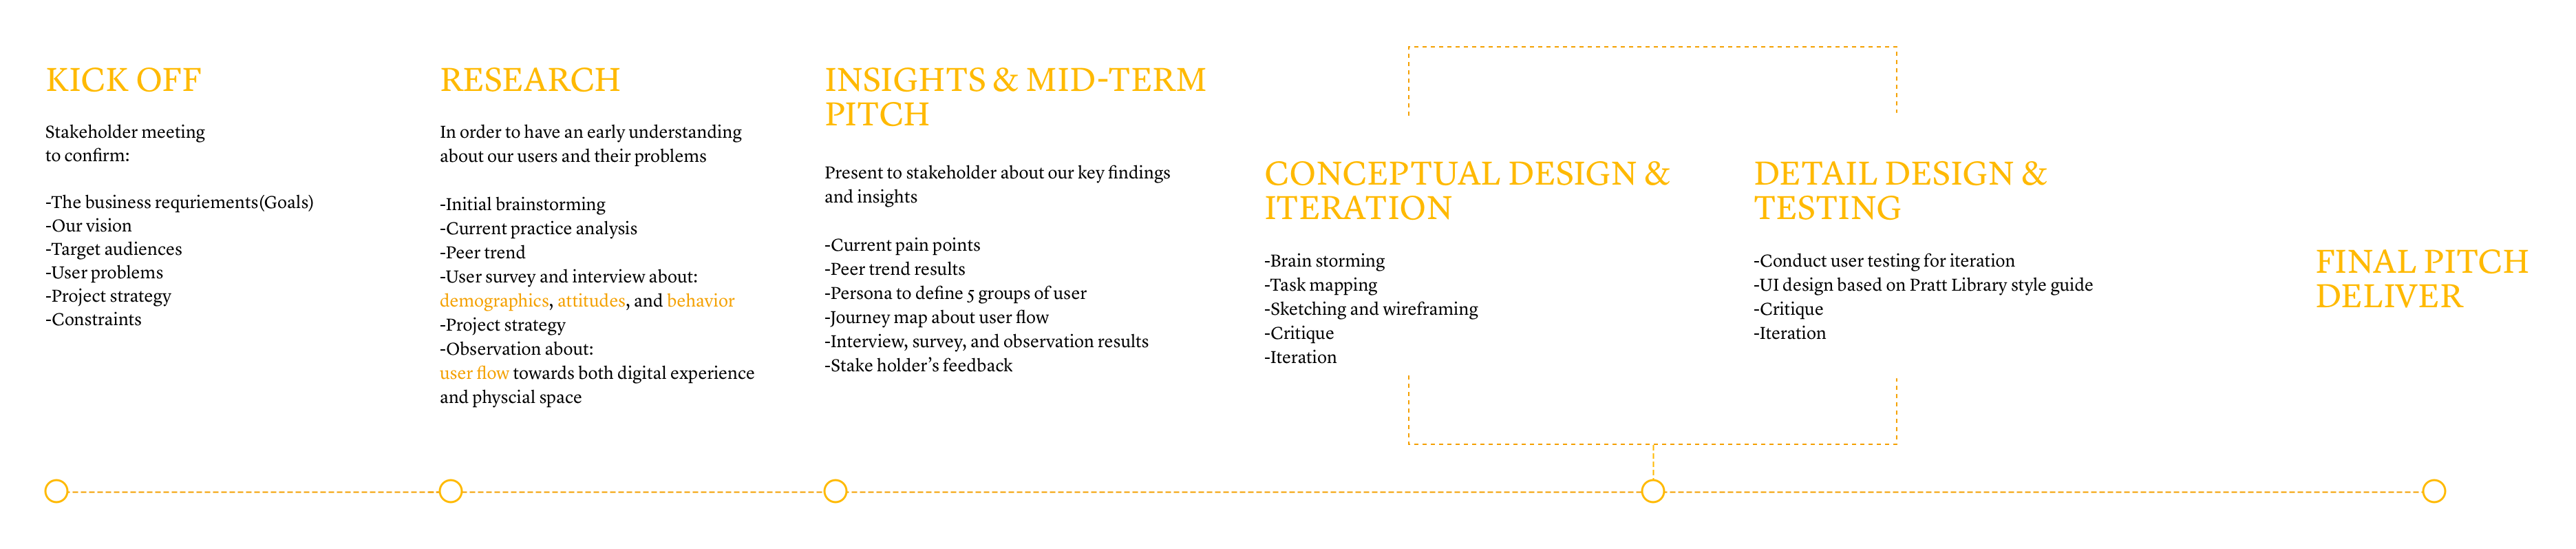 KICK OFF
Stakeholder meeting
to confirm:
-The business requriements(Goals)
-Our vision
-Target audiences
-User problems
-Project strategy
-Constraints
RESEARCH
In order to have an early understanding
about our users and their problems
-Initial brainstorming
-Current practice analysis
-Peer trend
-User survey and interview about:
demographics, attitudes, and behavior
-Project strategy
-Observation about:
user flow towards both digital experience
and physcial space
INSIGHTS & MID-TERM
PITCH
Present to stakeholder about our key findings
and insights
-Current pain points
-Peer trend results
-Persona to define 5 groups of user
-Journey map about user flow
-Interview, survey, and observation results
-Stake holder’s feedback
CONCEPTUAL DESIGN &
ITERATION
-Brain storming
-Task mapping
-Sketching and wireframing
-Critique
-Iteration
DETAIL DESIGN &
TESTING
-Conduct user testing for iteration
-UI design based on Pratt Library style guide
-Critique
-Iteration
FINAL PITCH
DELIVER